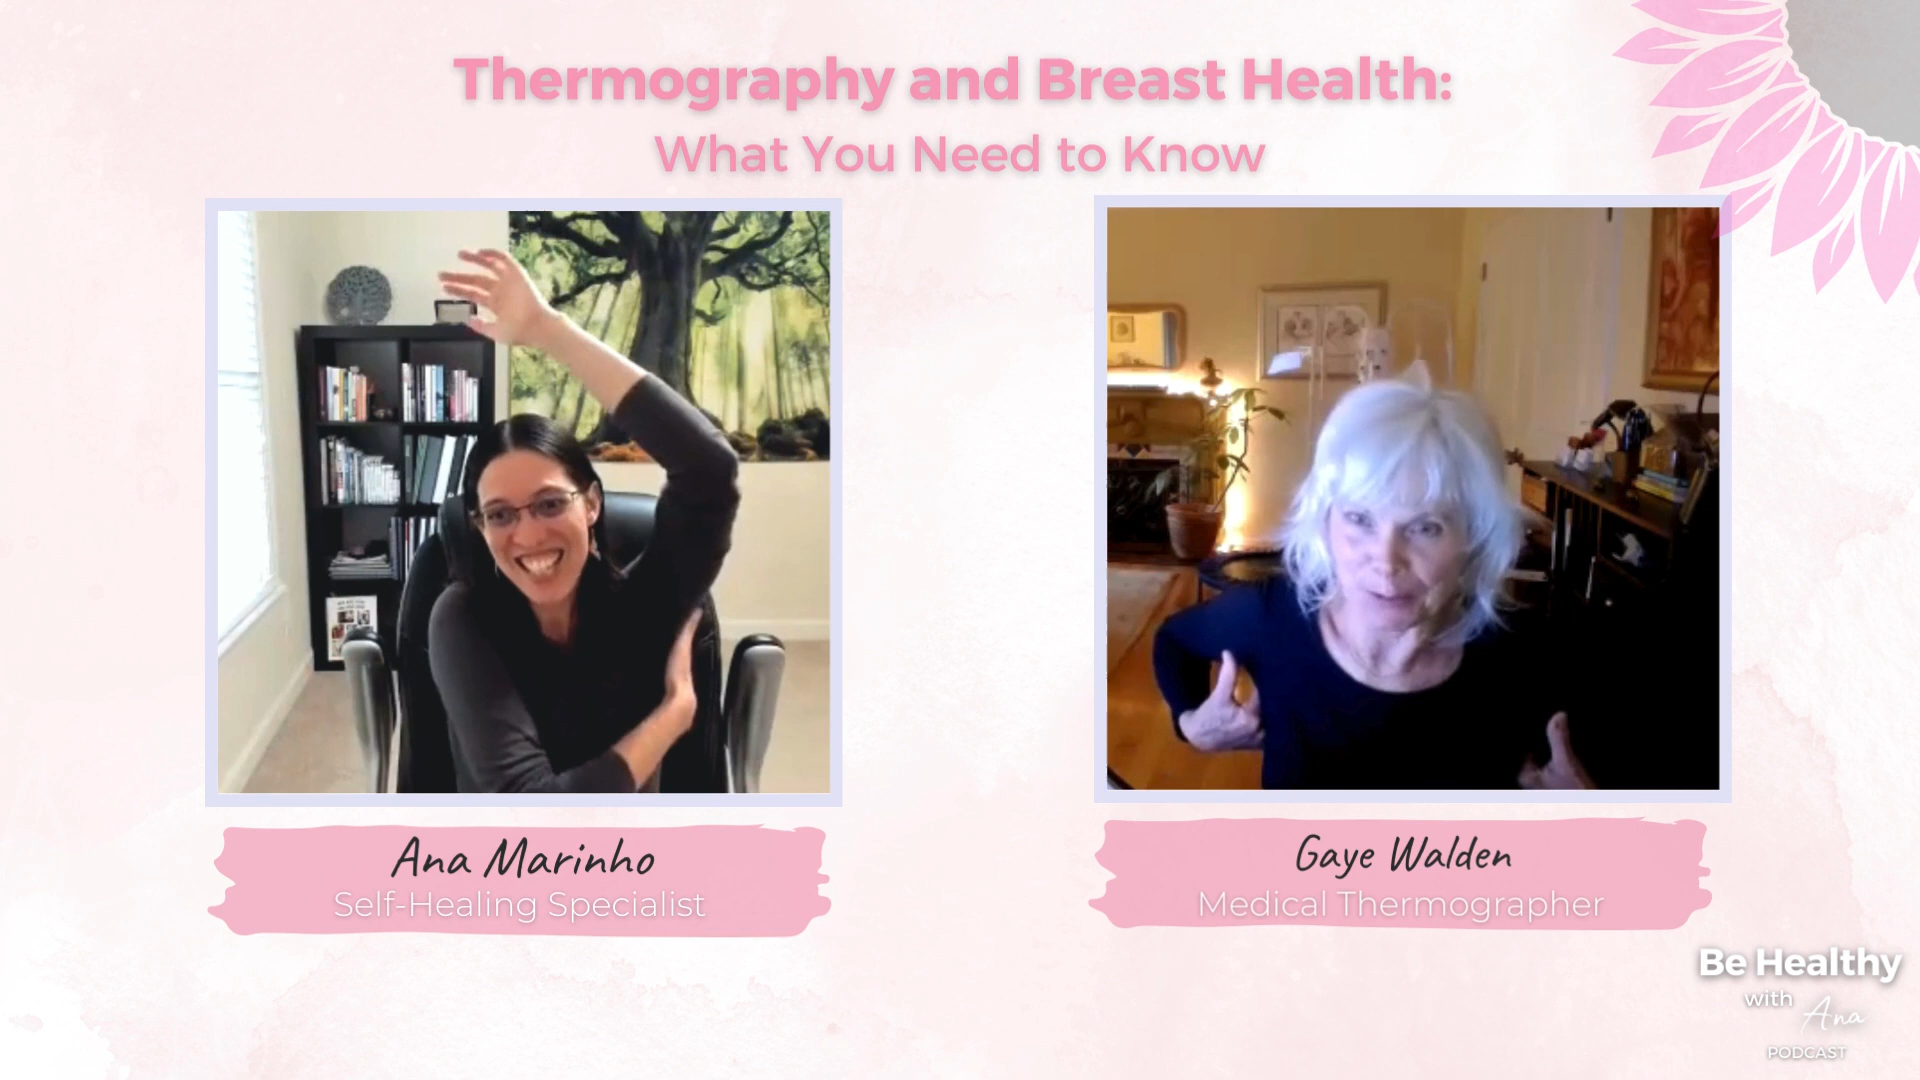 Thermography and Breast Health:
What You Need to Know
Ana Marinho
Self-Healing Specialist
Gaye Walden
Medical Thermographer
Be Healthy
with Ana
PODCAST